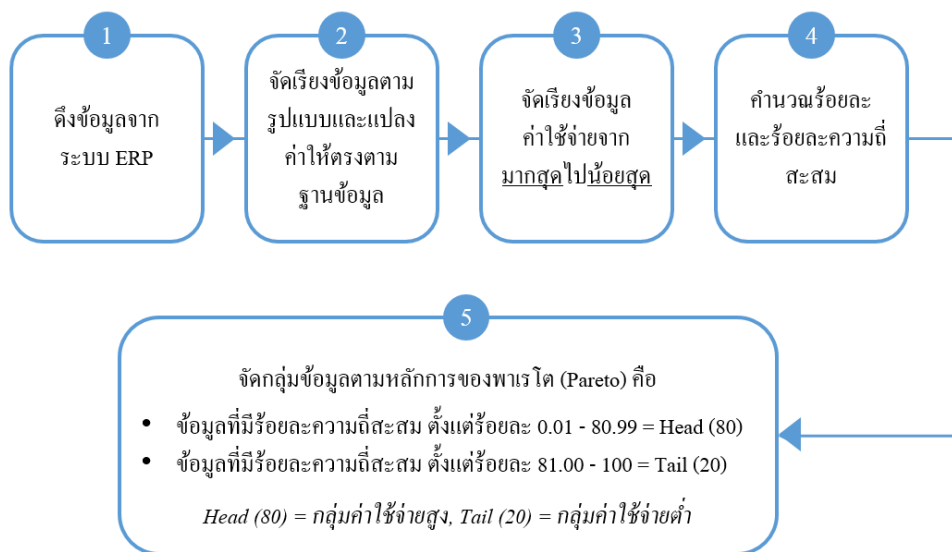 1
ดึงข้อมูลจาก
ระบบ ERP
2
จัดเรียงข้อมูลตาม
รูปแบบและแปลง
ค่าให้ตรงตาม
ฐานข้อมูล
3
จัดเรียงข้อมูล
ค่าใช้จ่ายจาก
มากสุดไปน้อยสุด
4
คำนวณร้อยละ
และร้อยละความถี่
สะสม
5
จัดกลุ่มข้อมูลตามหลักการของพาเรโต (Pareto) คือ
• ข้อมูลที่มีร้อยละความถี่สะสม ตั้งแต่ร้อยละ 0.01 - 80.99 = Head (80)
• ข้อมูลที่มีร้อยละความถี่สะสม ตั้งแต่ร้อยละ 81.00 - 100 = Tail (20)
Head (80) = กลุ่มค่าใช้จ่ายสูง, Tail (20) = กลุ่มค่าใช้จ่ายต่ำ